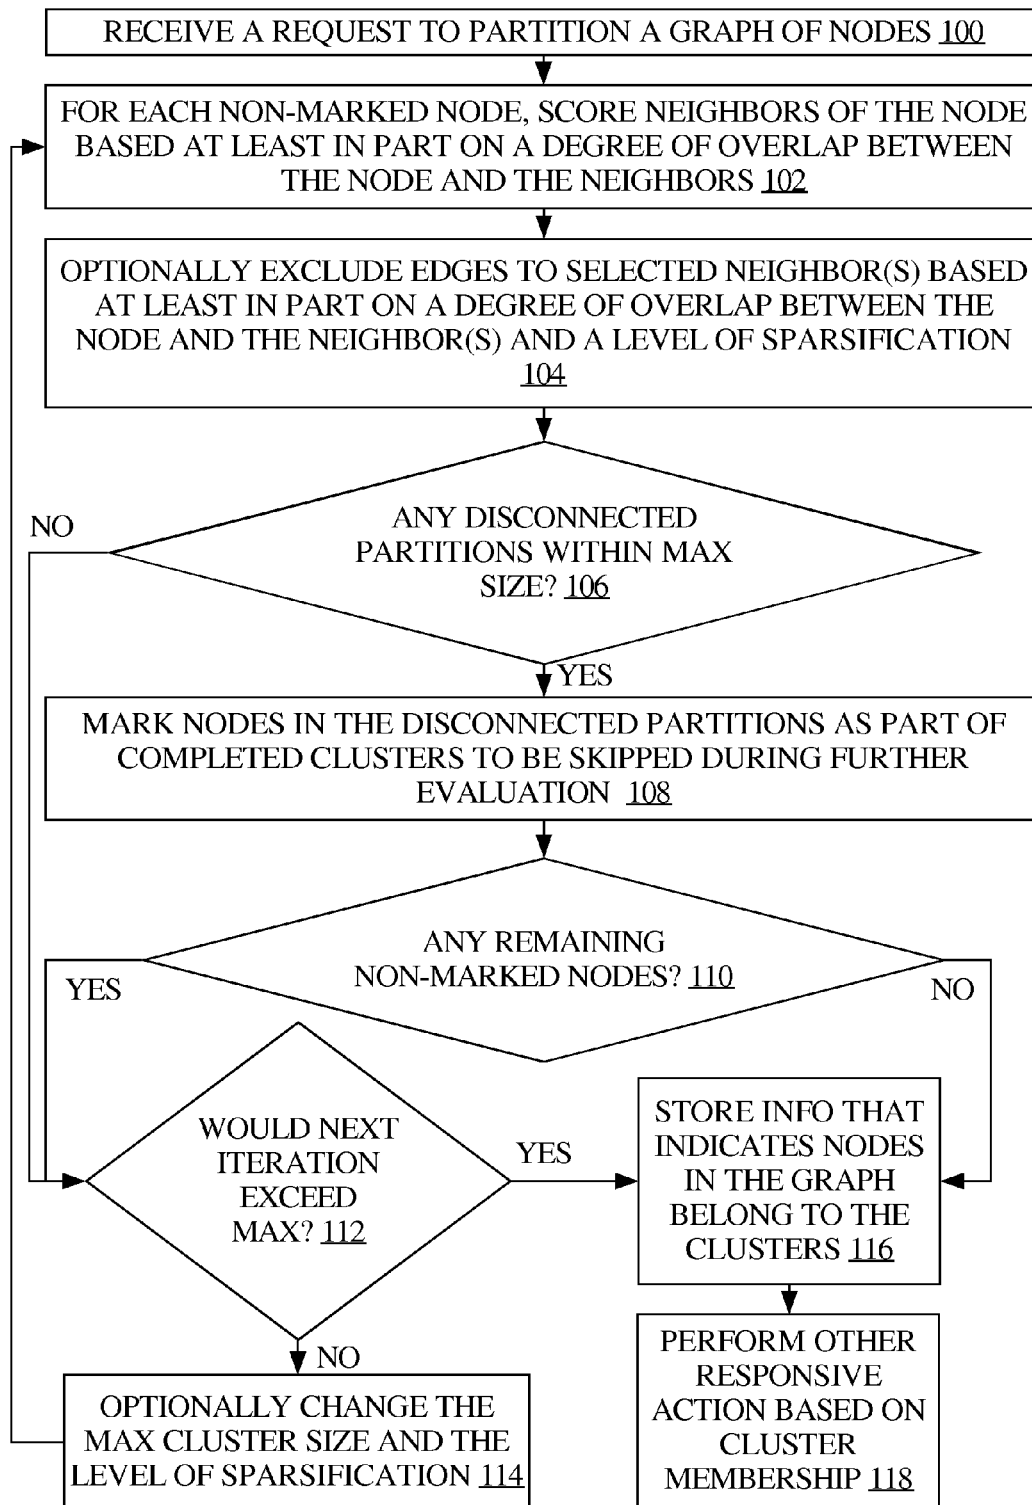 RECEIVE A REQUEST TO PARTITION A GRAPH OF NODES 100
FOR EACH NON-MARKED NODE, SCORE NEIGHBORS OF THE NODE
BASED AT LEAST IN PART ON A DEGREE OF OVERLAP BETWEEN
THE NODE AND THE NEIGHBORS 102
OPTIONALLY EXCLUDE EDGES TO SELECTED NEIGHBOR(S) BASED
AT LEAST IN PART ON A DEGREE OF OVERLAP BETWEEN THE
NODE AND THE NEIGHBOR(S) AND A LEVEL OF SPARSIFICATION
104
NO
ANY DISCONNECTED
PARTITIONS WITHIN MAX
SIZE? 106
YES
MARK NODES IN THE DISCONNECTED PARTITIONS AS PART OF
COMPLETED CLUSTERS TO BE SKIPPED DURING FURTHER
EVALUATION 108
ANY REMAINING
NON-MARKED NODES? 110
YES
NO
WOULD NEXT
ITERATION
EXCEED
MAX? 112
YES
STORE INFO THAT
INDICATES NODES
IN THE GRAPH
BELONG TO THE
CLUSTERS 116
NO
OPTIONALLY CHANGE THE
MAX CLUSTER SIZE AND THE
LEVEL OF SPARSIFICATION 114
PERFORM OTHER
RESPONSIVE
ACTION BASED ON
CLUSTER
MEMBERSHIP 118